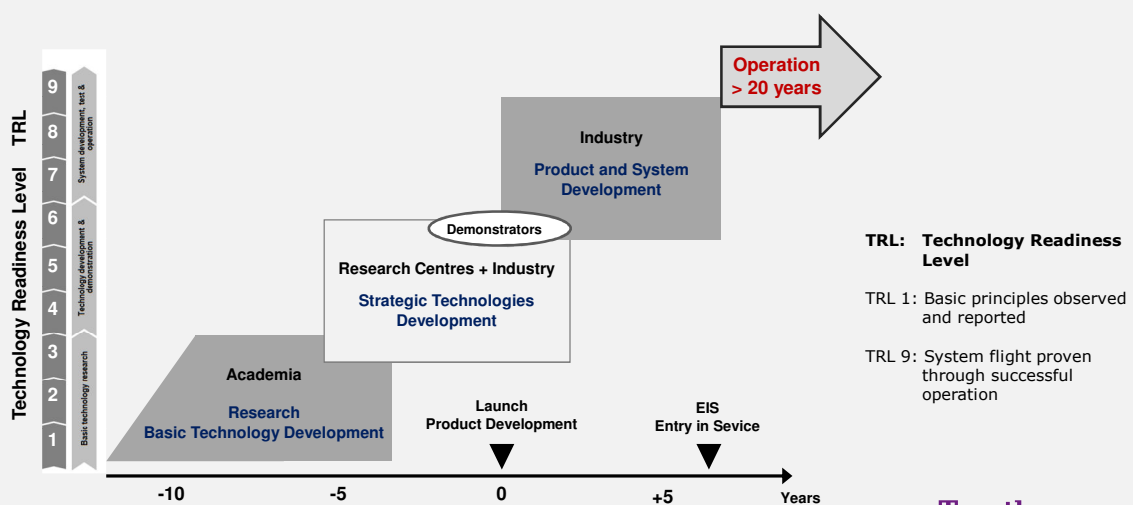 Technology Readiness Level TRL
9
8
7
6
5
4
3
2
1
System development, test &
operation
Technology development &
demonstration
Basic technology research
Operation
> 20 years
Industry
Product and System
Development
Demonstrators
Research Centres + Industry
Strategic Technologies
Development
Academia
Research
Basic Technology Development
Launch
Product Development
EIS
Entry in Sevice
-10
-5
0
+5
Years
TRL: Technology Readiness
Level
TRL 1: Basic principles observed
and reported
TRL 9: System flight proven
through successful
operation